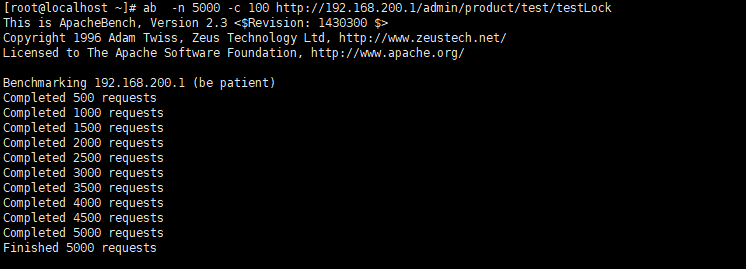 [root@localhost ~]# ab  -n 5000 -c 100 http://192.168.200.1/admin/product/test/testLock
This is ApacheBench, Version 2.3 <$Revision: 1430300 $>
Copyright 1996 Adam Twiss, Zeus Technology Ltd, http://www.zeustech.net/
Licensed to The Apache Software Foundation, http://www.apache.org/

Benchmarking 192.168.200.1 (be patient)
Completed 500 requests
Completed 1000 requests
Completed 1500 requests
Completed 2000 requests
Completed 2500 requests
Completed 3000 requests
Completed 3500 requests
Completed 4000 requests
Completed 4500 requests
Completed 5000 requests
Finished 5000 requests